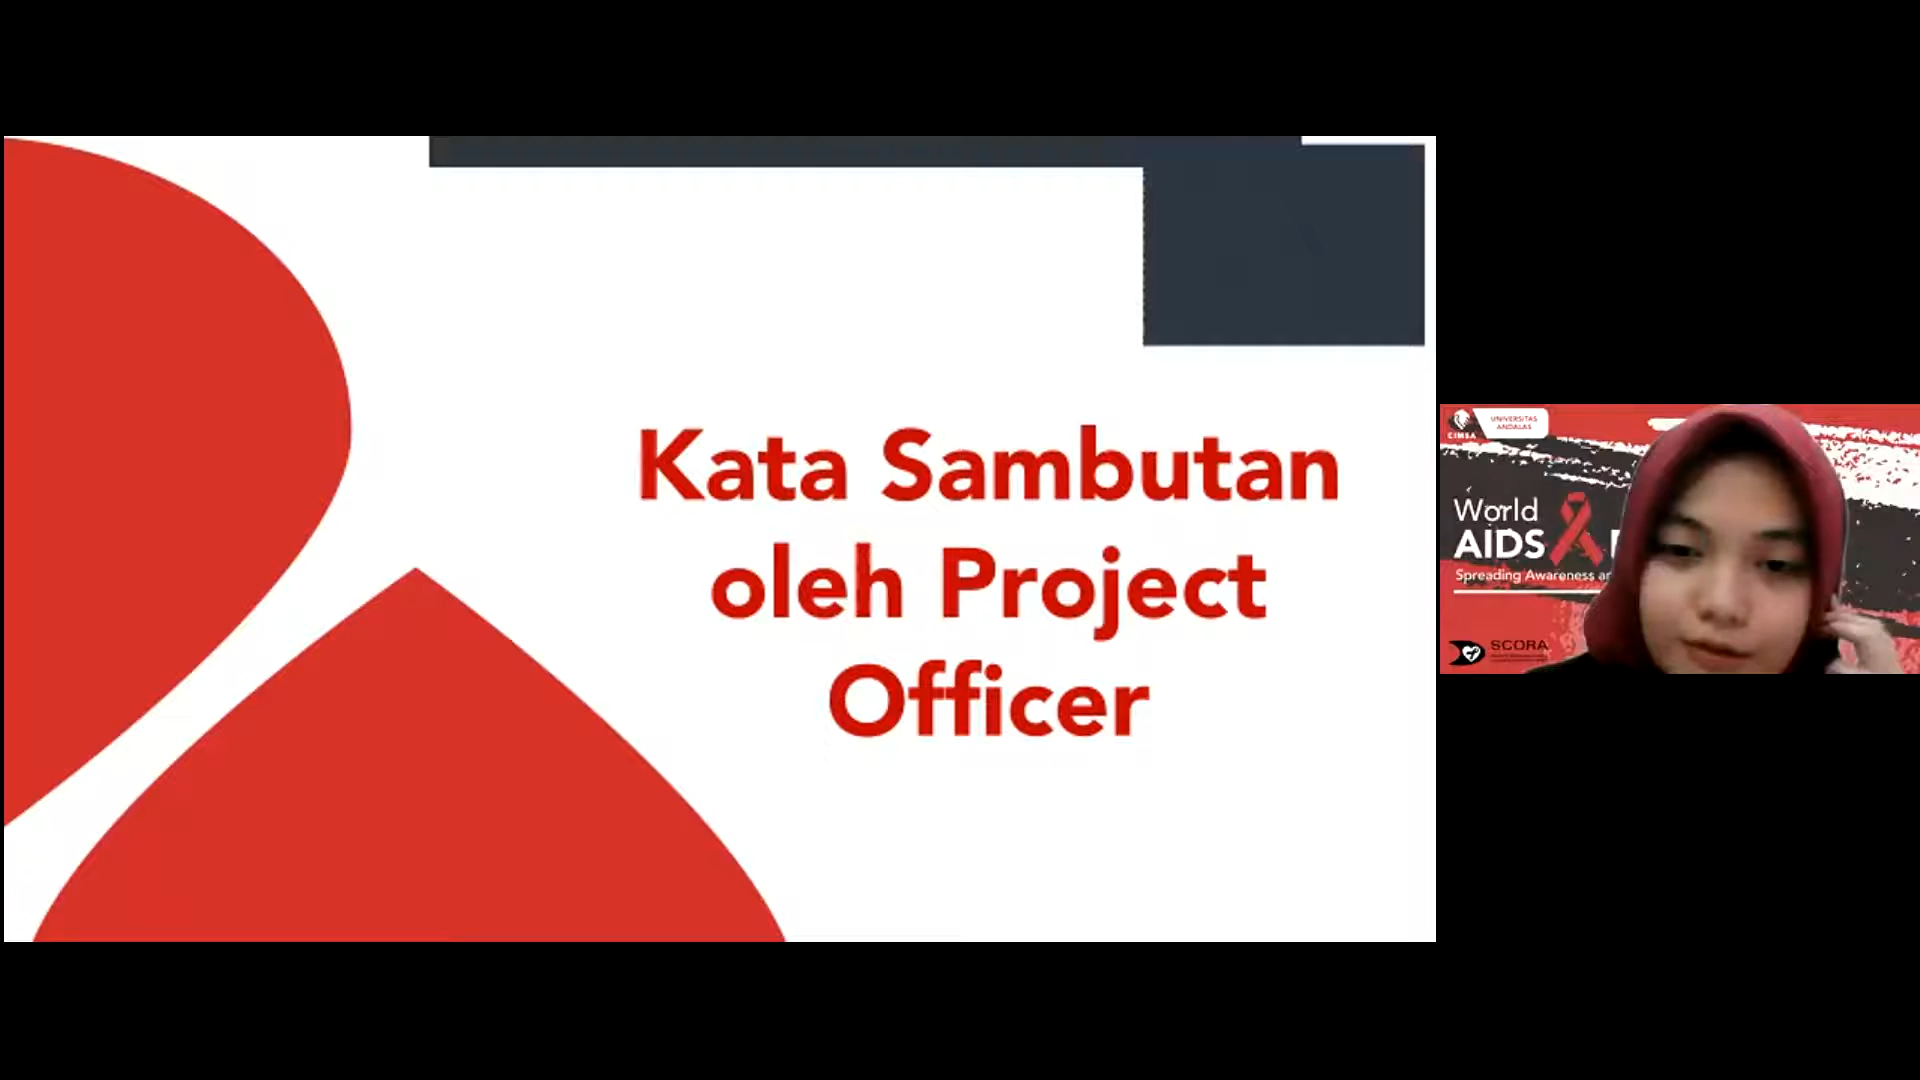 Kata Sambutan
oleh Project
Officer
CIMSA
UNIVERSITAS
ANDALAS
World
AIDS
Spreading Awareness
SCORA